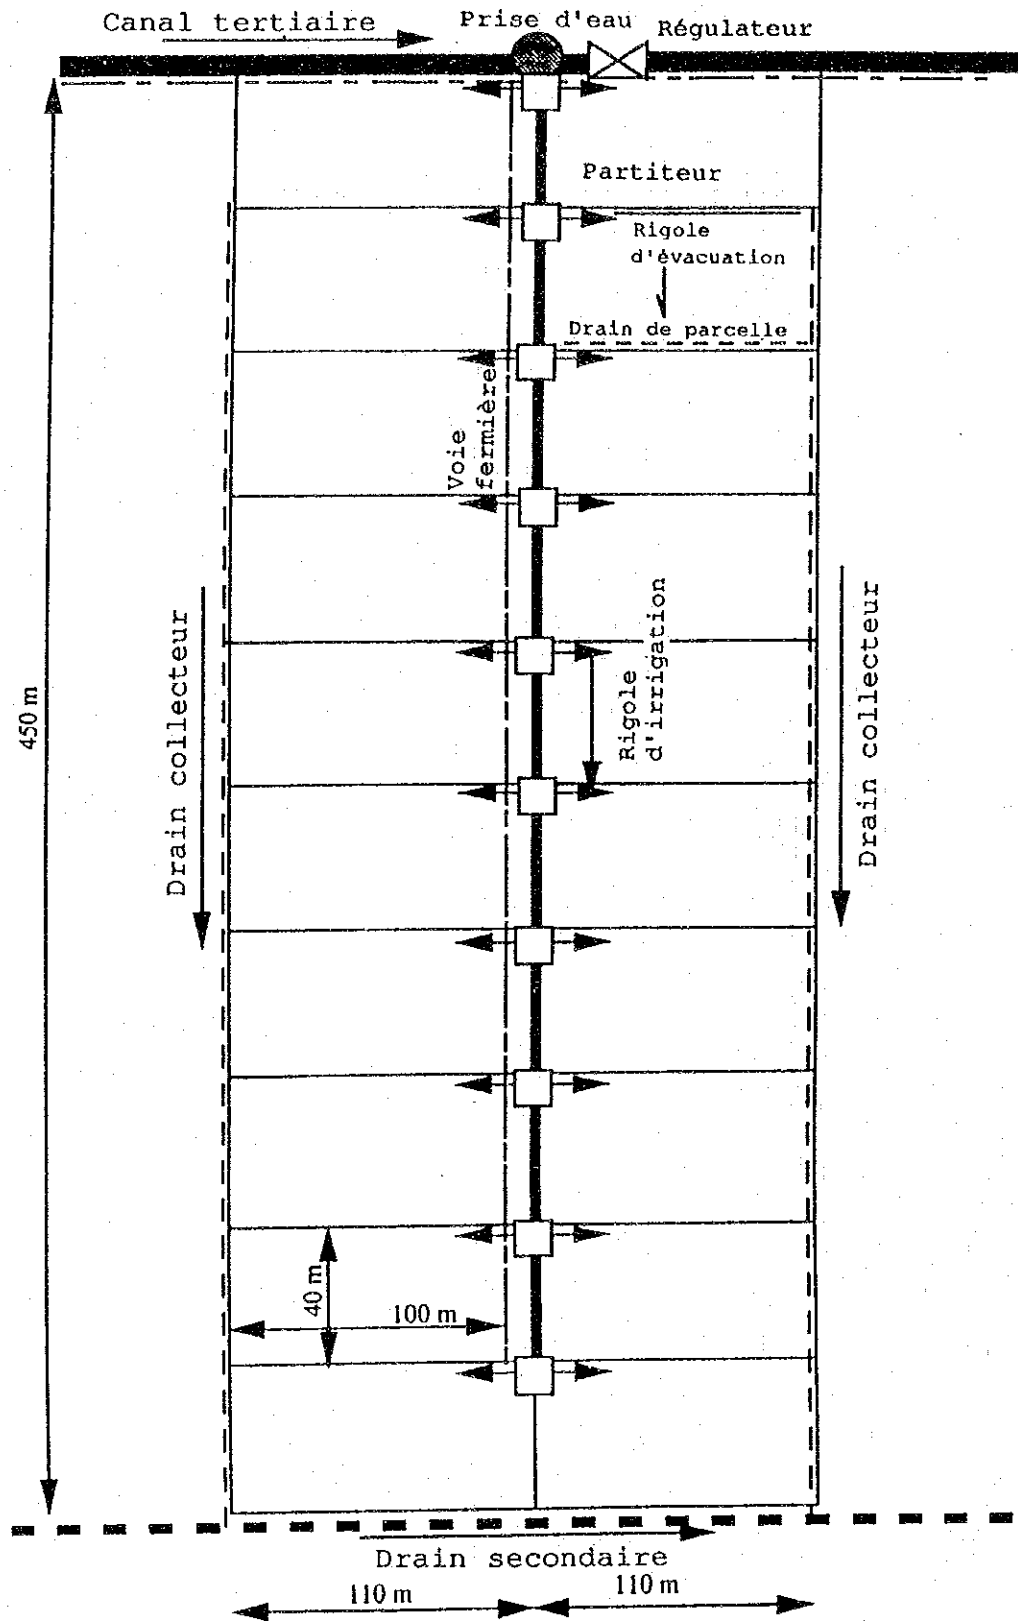 Canal tertiaire
Prise d'eau
Régulateur
Partiteur
Rigole
d'évacuation
Drain de parcelle
Voie
fermière
Rigole
d'irrigation
Drain collecteur
Drain collecteur
450 m
40 m
100 m
Drain secondaire
110 m
110 m